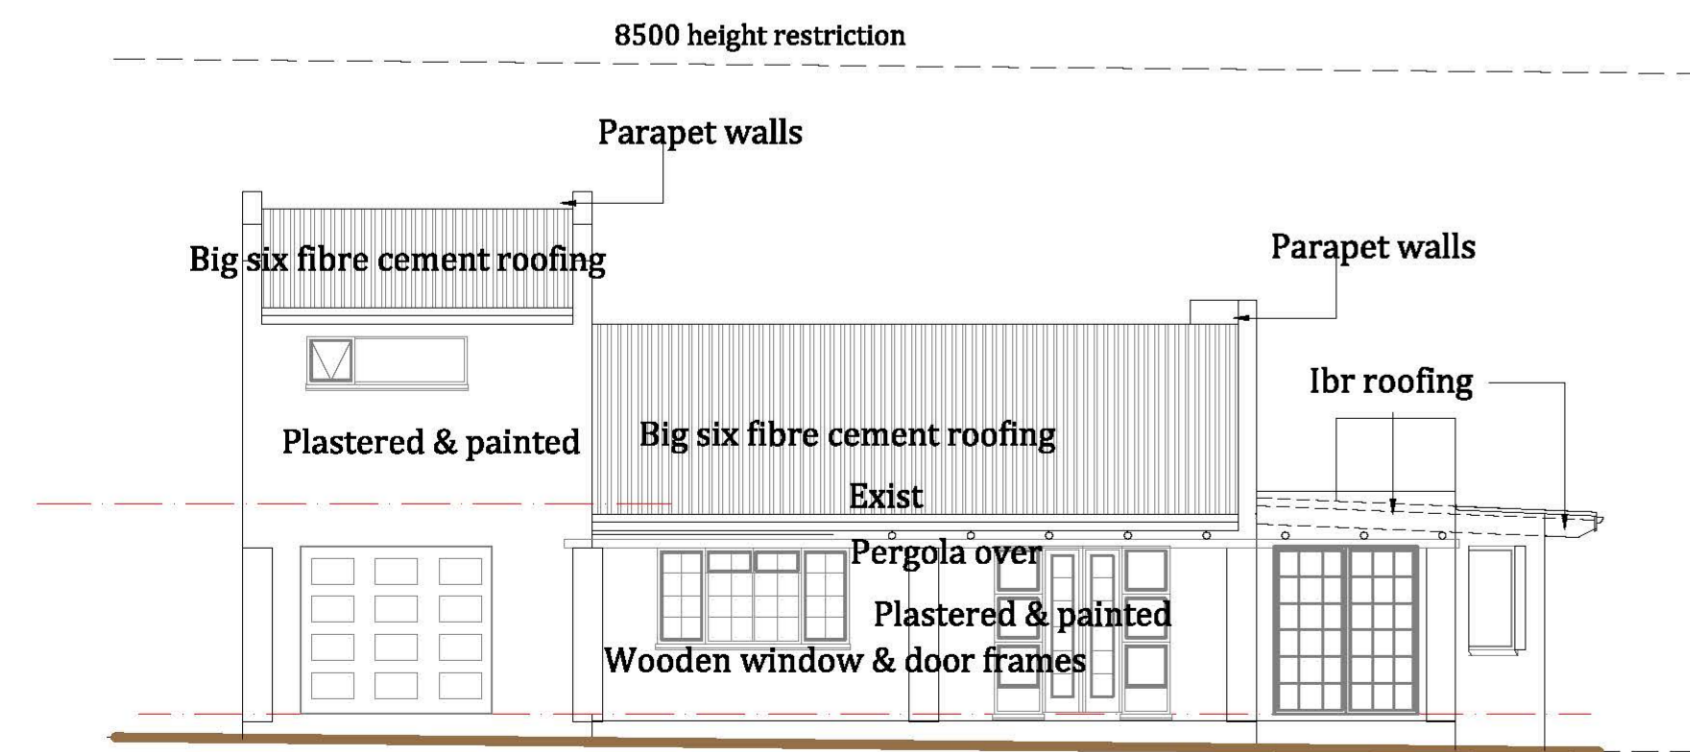 8500 height restriction
Parapet walls
Big six fibre cement roofing
Parapet walls
Ibr roofing
Plastered & painted
Big six fibre cement roofing
Exist
Pergola over
Plastered & painted
Wooden window & door frames